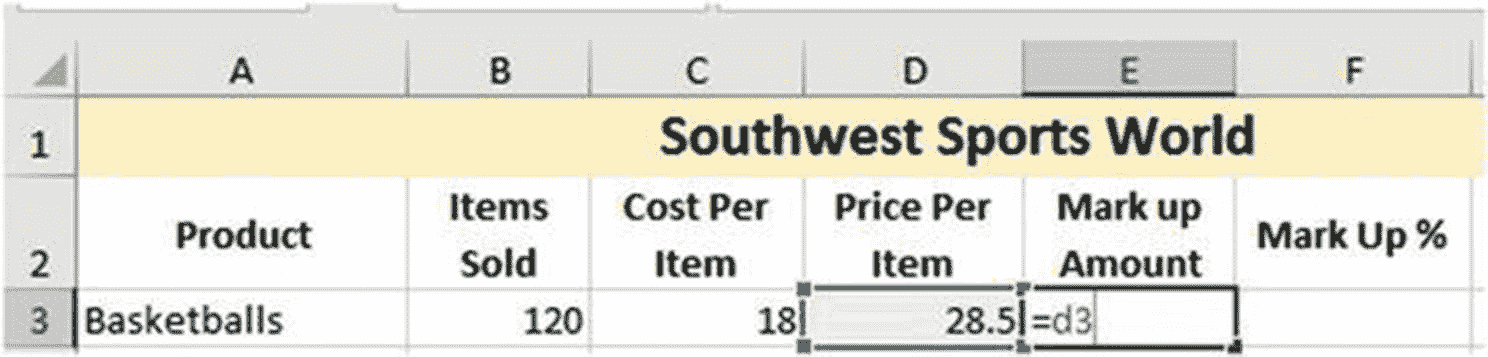 A B C D E F
1 Southwest Sports World
2 Product Items Sold Cost Per Item Price Per Item Mark up Amount Mark Up %
3 Basketballs 120 18 28.5 =d3